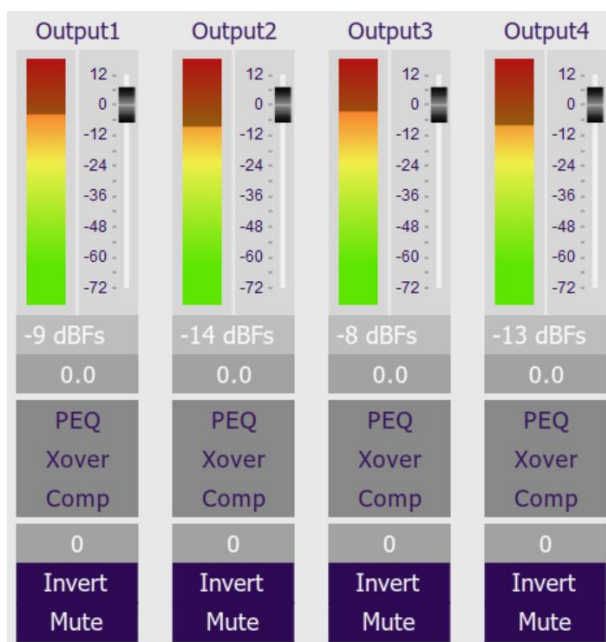 Output1
12
0
-12
-24
-36
-48
-60
-72
-9 dBFs
0.0
PEQ
Xover
Comp
0
Invert
Mute
Output2
12
0
-12
-24
-36
-48
-60
-72
-14 dBFs
0.0
PEQ
Xover
Comp
0
Invert
Mute
Output3
12
0
-12
-24
-36
-48
-60
-72
-8 dBFs
0.0
PEQ
Xover
Comp
0
Invert
Mute
Output4
12
0
-12
-24
-36
-48
-60
-72
-13 dBFs
0.0
PEQ
Xover
Comp
0
Invert
Mute